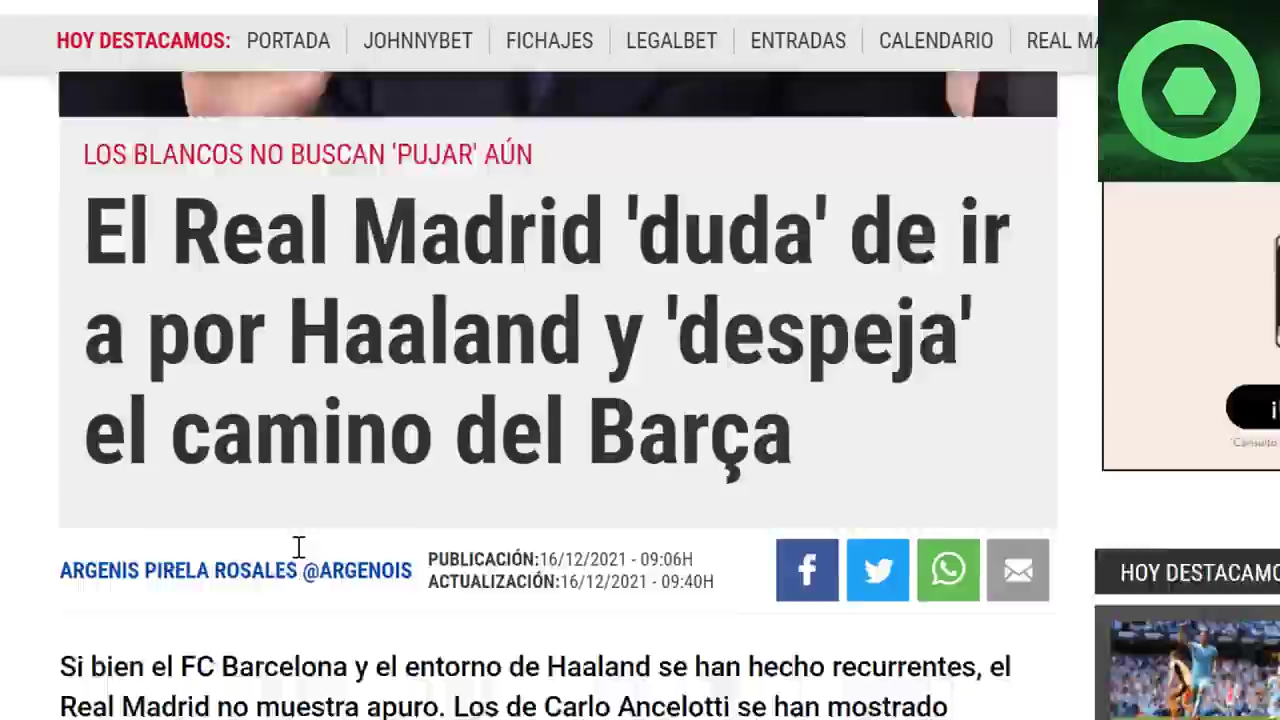 HOY DESTACAMOS: PORTADA JOHNNYBET FICHAJES LEGALBET ENTRADAS CALENDARIO REAL
LOS BLANCOS NO BUSCAN 'PUJAR' AÚN
El Real Madrid 'duda' de ir
a por Haaland y 'despeja'
el camino del Barça
ARGENIS PIRELA ROSALES @ARGENOIS
PUBLICACIÓN:16/12/2021 - 09:06H
ACTUALIZACIÓN:16/12/2021 - 09:40H
Si bien el FC Barcelona y el entorno de Haaland se han hecho recurrentes, el
Real Madrid no muestra apuro. Los de Carlo Ancelotti se han mostrado
HOY DESTACAMO